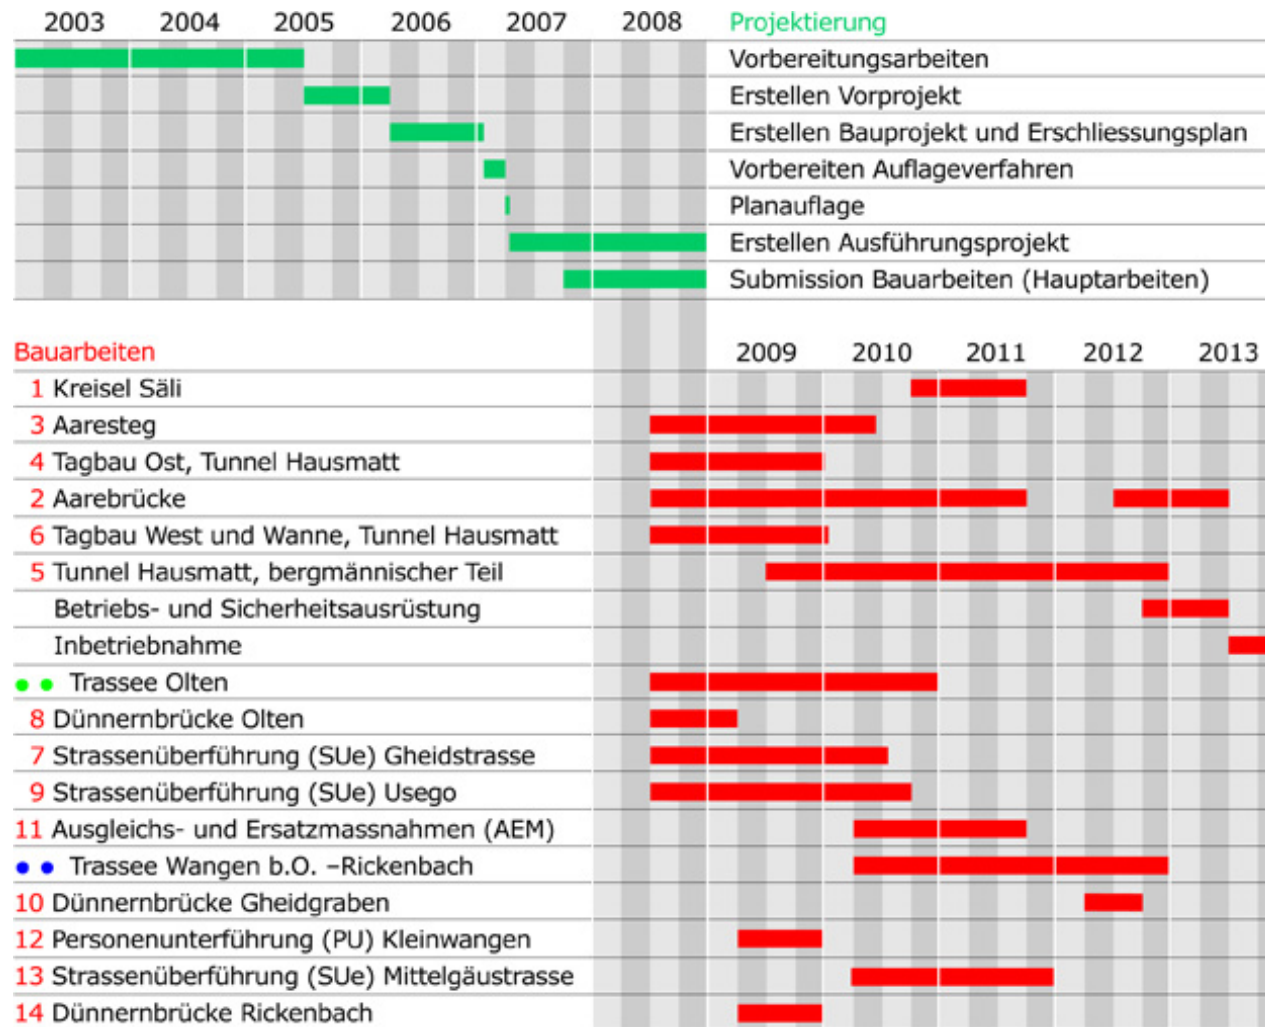 2003 2004 2005 2006 2007 2008 Projektierung
Vorbereitungsarbeiten
Erstellen Vorprojekt
Erstellen Bauprojekt und Erschliessungsplan
Vorbereiten Auflageverfahren
Planauflage
Erstellen Ausführungsprojekt
Submission Bauarbeiten (Hauptarbeiten)
Bauarbeiten 2009 2010 2011 2012 2013
1 Kreisel Säli
3 Aaresteg
4 Tagbau Ost, Tunnel Hausmatt
2 Aarebrücke
6 Tagbau West und Wanne, Tunnel Hausmatt
5 Tunnel Hausmatt, bergmännischer Teil
Betriebs- und Sicherheitsausrüstung
Inbetriebnahme
Trassee Olten
8 Dünnernbrücke Olten
7 Strassenüberführung (SUe) Gheidstrasse
9 Strassenüberführung (SUe) Usego
11 Ausgleichs- und Ersatzmassnahmen (AEM)
Trassee Wangen b.O. –Rickenbach
10 Dünnernbrücke Gheidgraben
12 Personenunterführung (PU) Kleinwangen
13 Strassenüberführung (SUe) Mittelgäustrasse
14 Dünnernbrücke Rickenbach